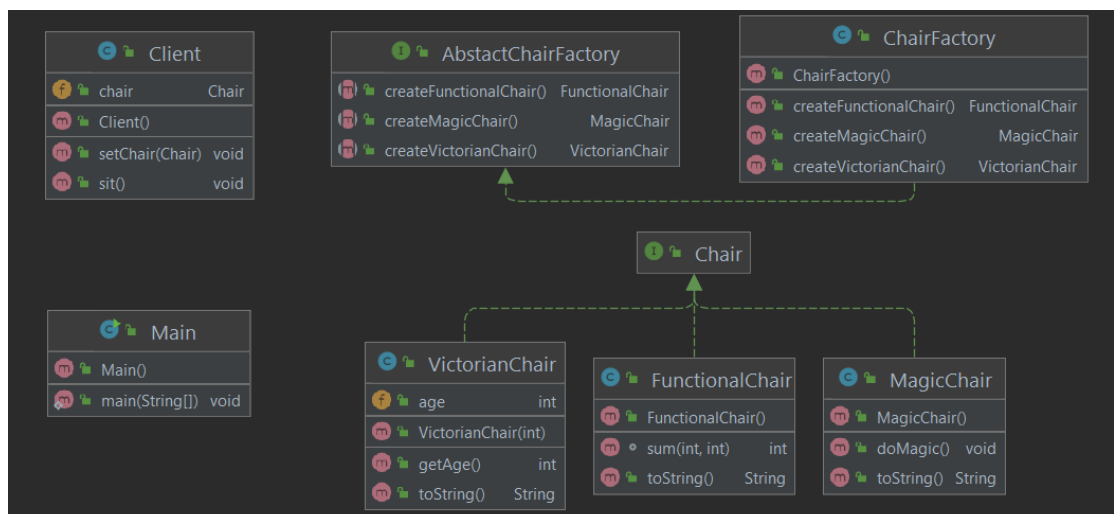 Client
chair Chair
Client()
setChair(Chair) void
sit() void
AbstactChairFactory
createFunctionalChair() FunctionalChair
createMagicChair() MagicChair
createVictorianChair() VictorianChair
ChairFactory
ChairFactory()
createFunctionalChair() FunctionalChair
createMagicChair() MagicChair
createVictorianChair() VictorianChair
Chair
Main
Main()
main(String[]) void
VictorianChair
age int
VictorianChair(int)
getAge() int
toString() String
FunctionalChair
FunctionalChair()
sum(int, int) int
toString() String
MagicChair
MagicChair()
doMagic() void
toString() String